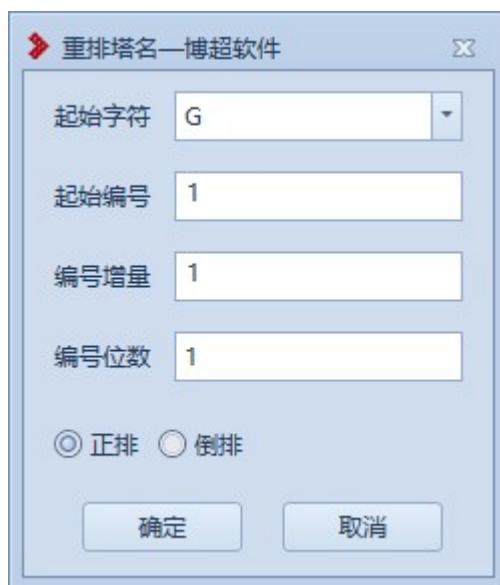 重排塔名—博超软件
起始字符 G
起始编号 1
编号增量 1
编号位数 1
正排 倒排
确定 取消